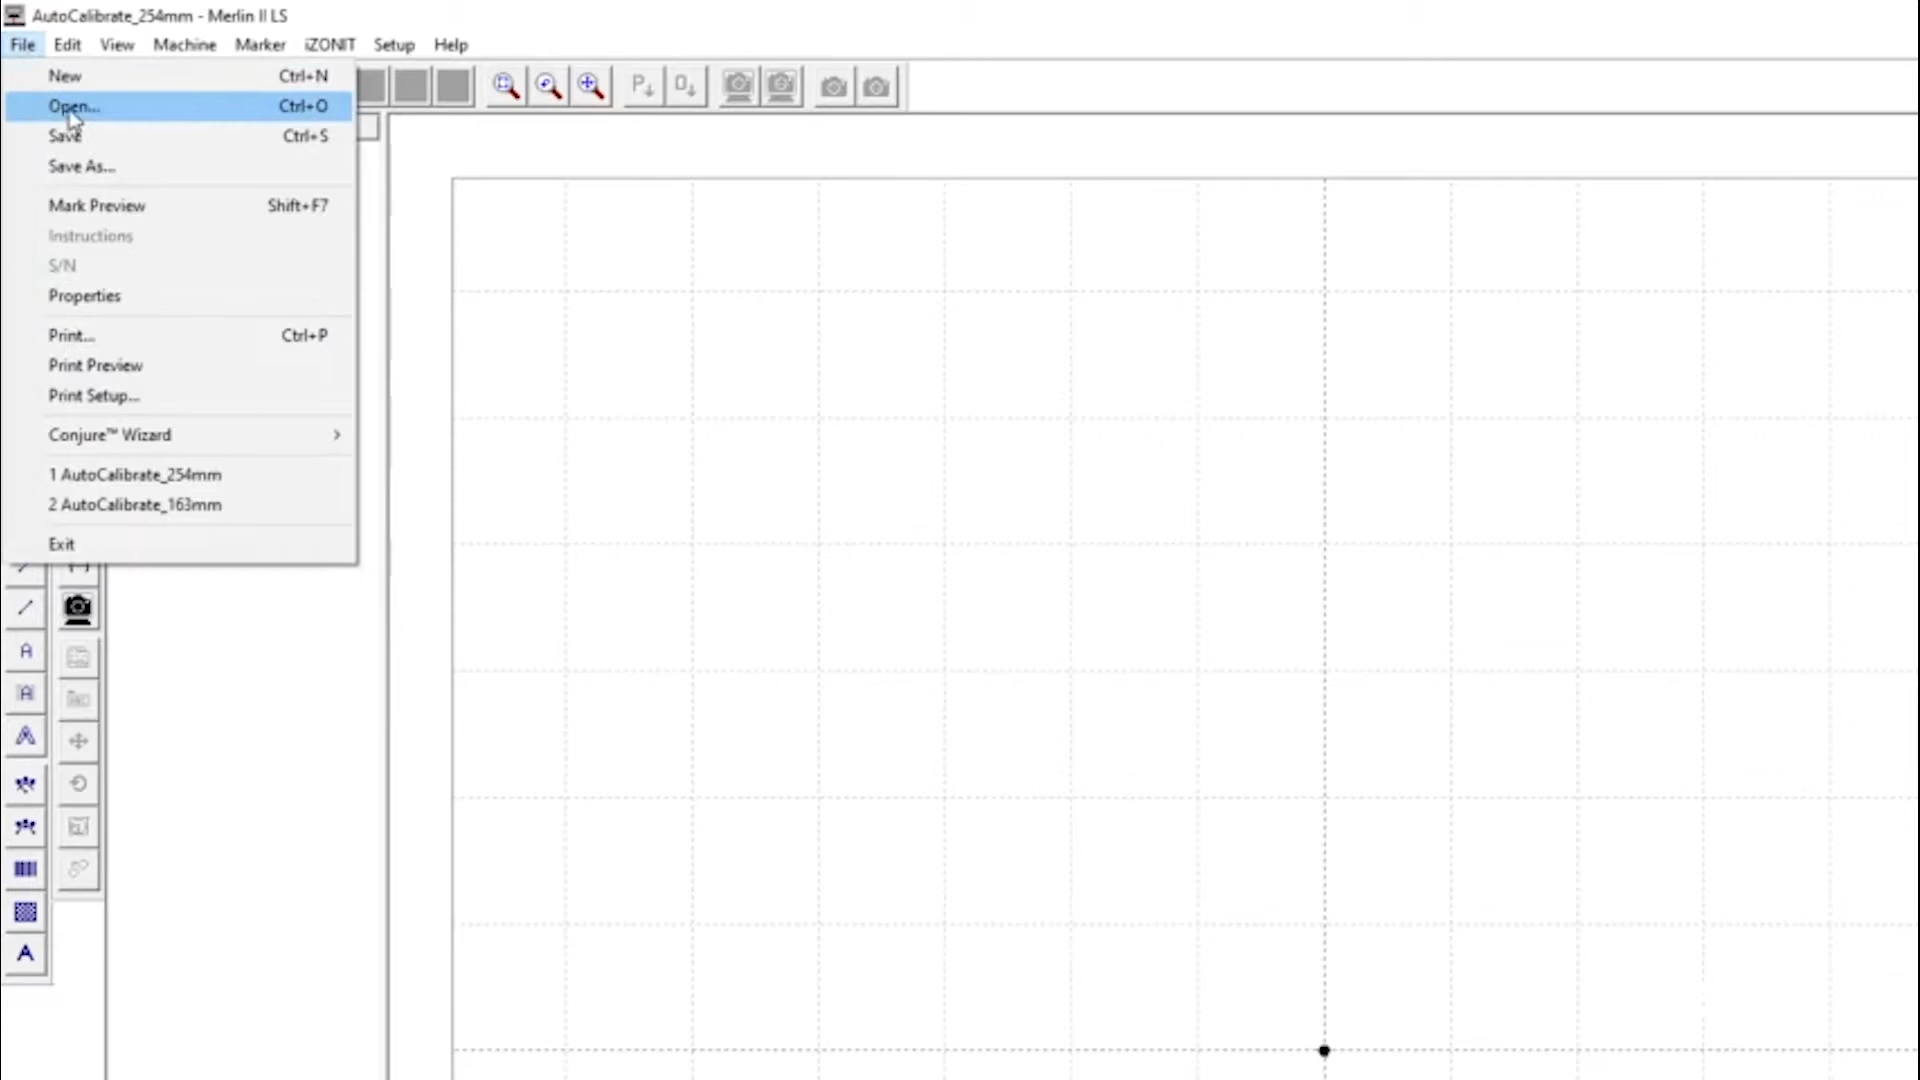 AutoCalibrate_254mm - Merlin II LS
File Edit View Machine Marker iZONIT Setup Help
New Ctrl+N
Open... Ctrl+O
Save Ctrl+S
Save As...
Mark Preview Shift+F7
Instructions
S/N
Properties
Print... Ctrl+P
Print Preview
Print Setup...
Conjure™ Wizard
1 AutoCalibrate_254mm
2 AutoCalibrate_163mm
Exit